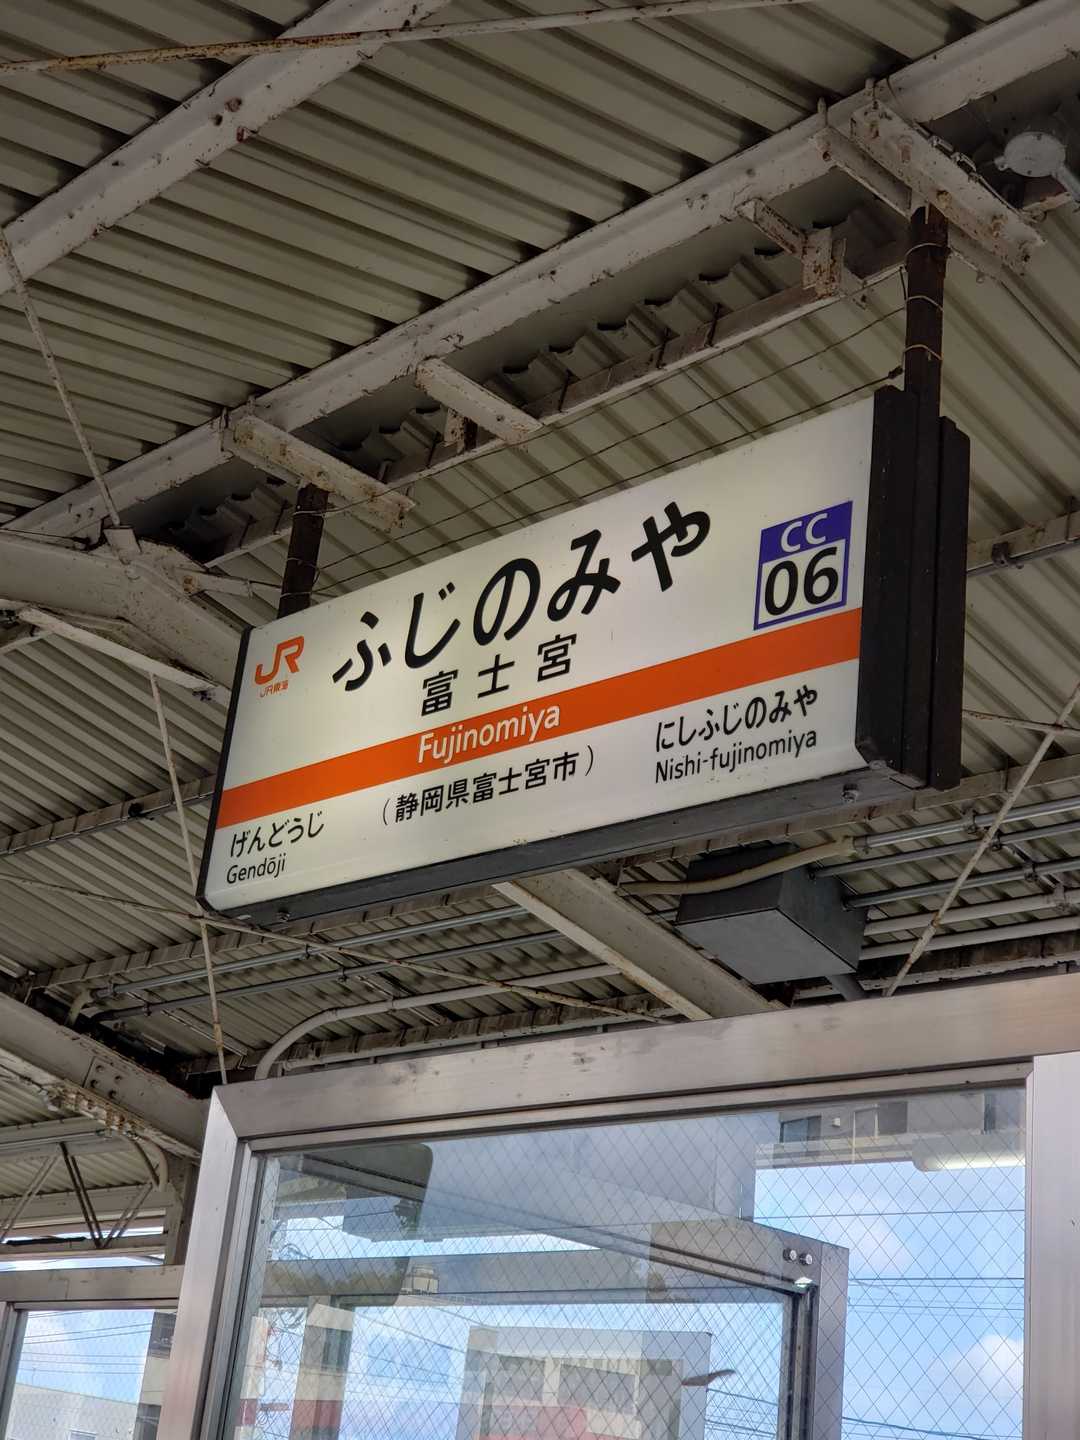 JR
JR東海
ふじのみや
CC
06
富士宮
Fujinomiya
(静岡県富士宮市)
げんどうじ
Gendōji
にしふじのみや
Nishi-fujinomiya